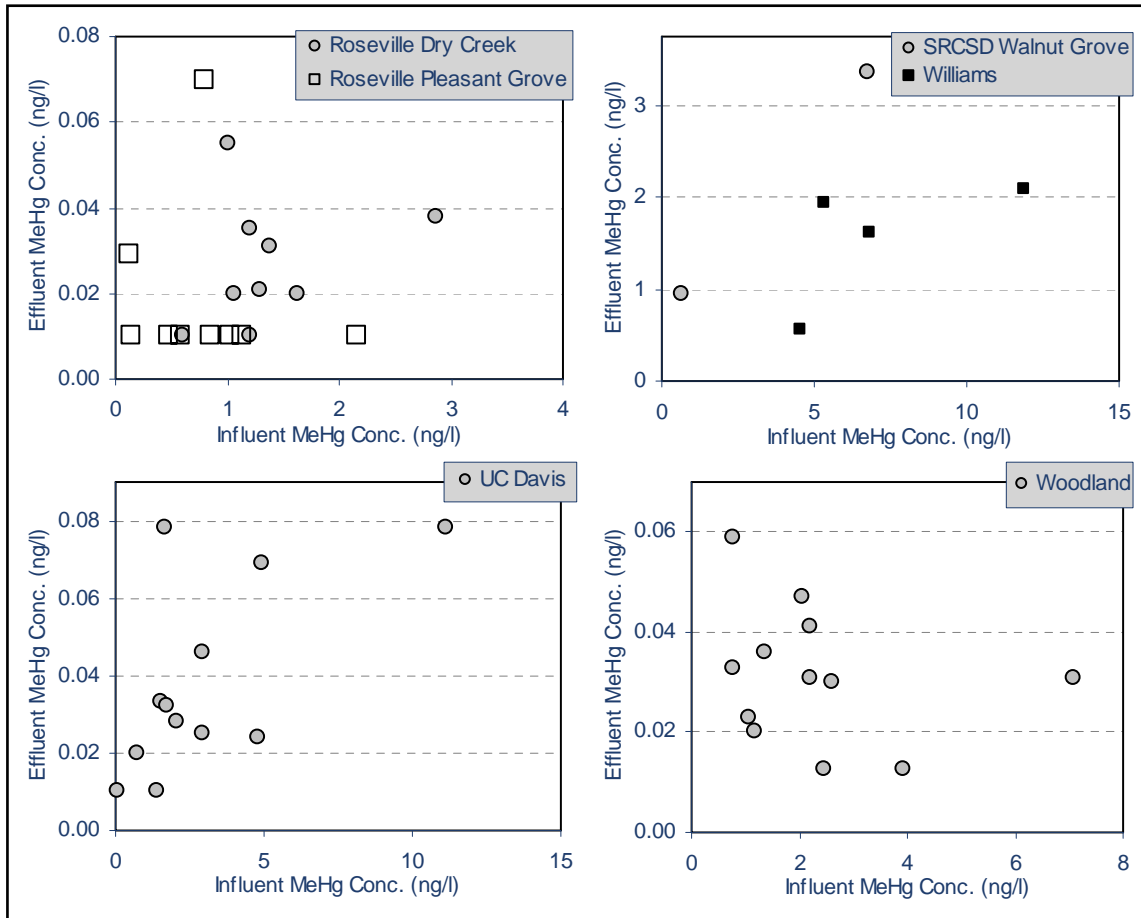 Roseville Dry Creek
Roseville Pleasant Grove
Effluent MeHg Conc. (ng/l)
0.08
0.06
0.04
0.02
0.00
0 1 2 3 4
Influent MeHg Conc. (ng/l)
SRCSD Walnut Grove
Williams
Effluent MeHg Conc. (ng/l)
3
2
1
0
5 10 15
Influent MeHg Conc. (ng/l)
UC Davis
Effluent MeHg Conc. (ng/l)
0.08
0.06
0.04
0.02
0.00
0 5 10 15
Influent MeHg Conc. (ng/l)
Woodland
Effluent MeHg Conc. (ng/l)
0.06
0.04
0.02
0.00
0 2 4 6 8
Influent MeHg Conc. (ng/l)